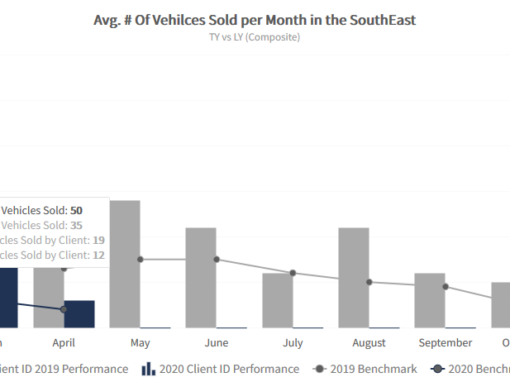 Avg. # Of Vehilces Sold per Month in the SouthEast
TY vs LY (Composite)
Vehicles Sold: 50
Vehicles Sold: 35
cles Sold by Client: 19
cles Sold by Client: 12
h April May June July August September O
ient ID 2019 Performance 2020 Client ID Performance 2019 Benchmark 2020 Benchm